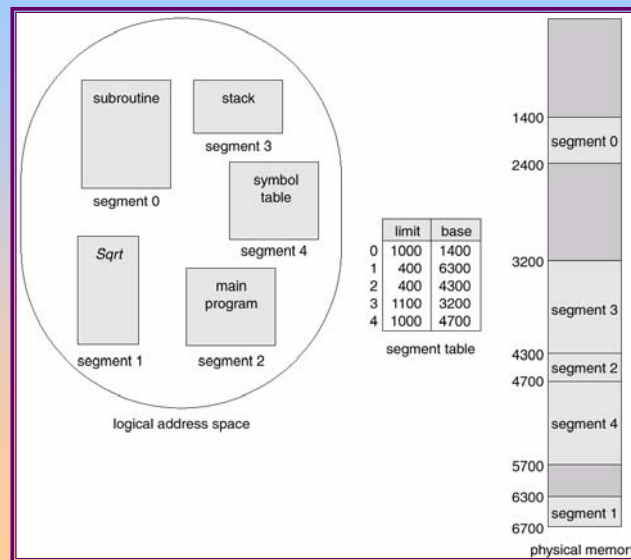 subroutine
segment 0
stack
segment 3
symbol
table
segment 4
Sqrt
segment 1
main
program
segment 2
logical address space
limit base
0 1000 1400
1 400 6300
2 400 4300
3 1100 3200
4 1000 4700
segment table
1400
segment 0
2400
3200
segment 3
4300
segment 2
4700
segment 4
5700
6300
segment 1
6700
physical memory